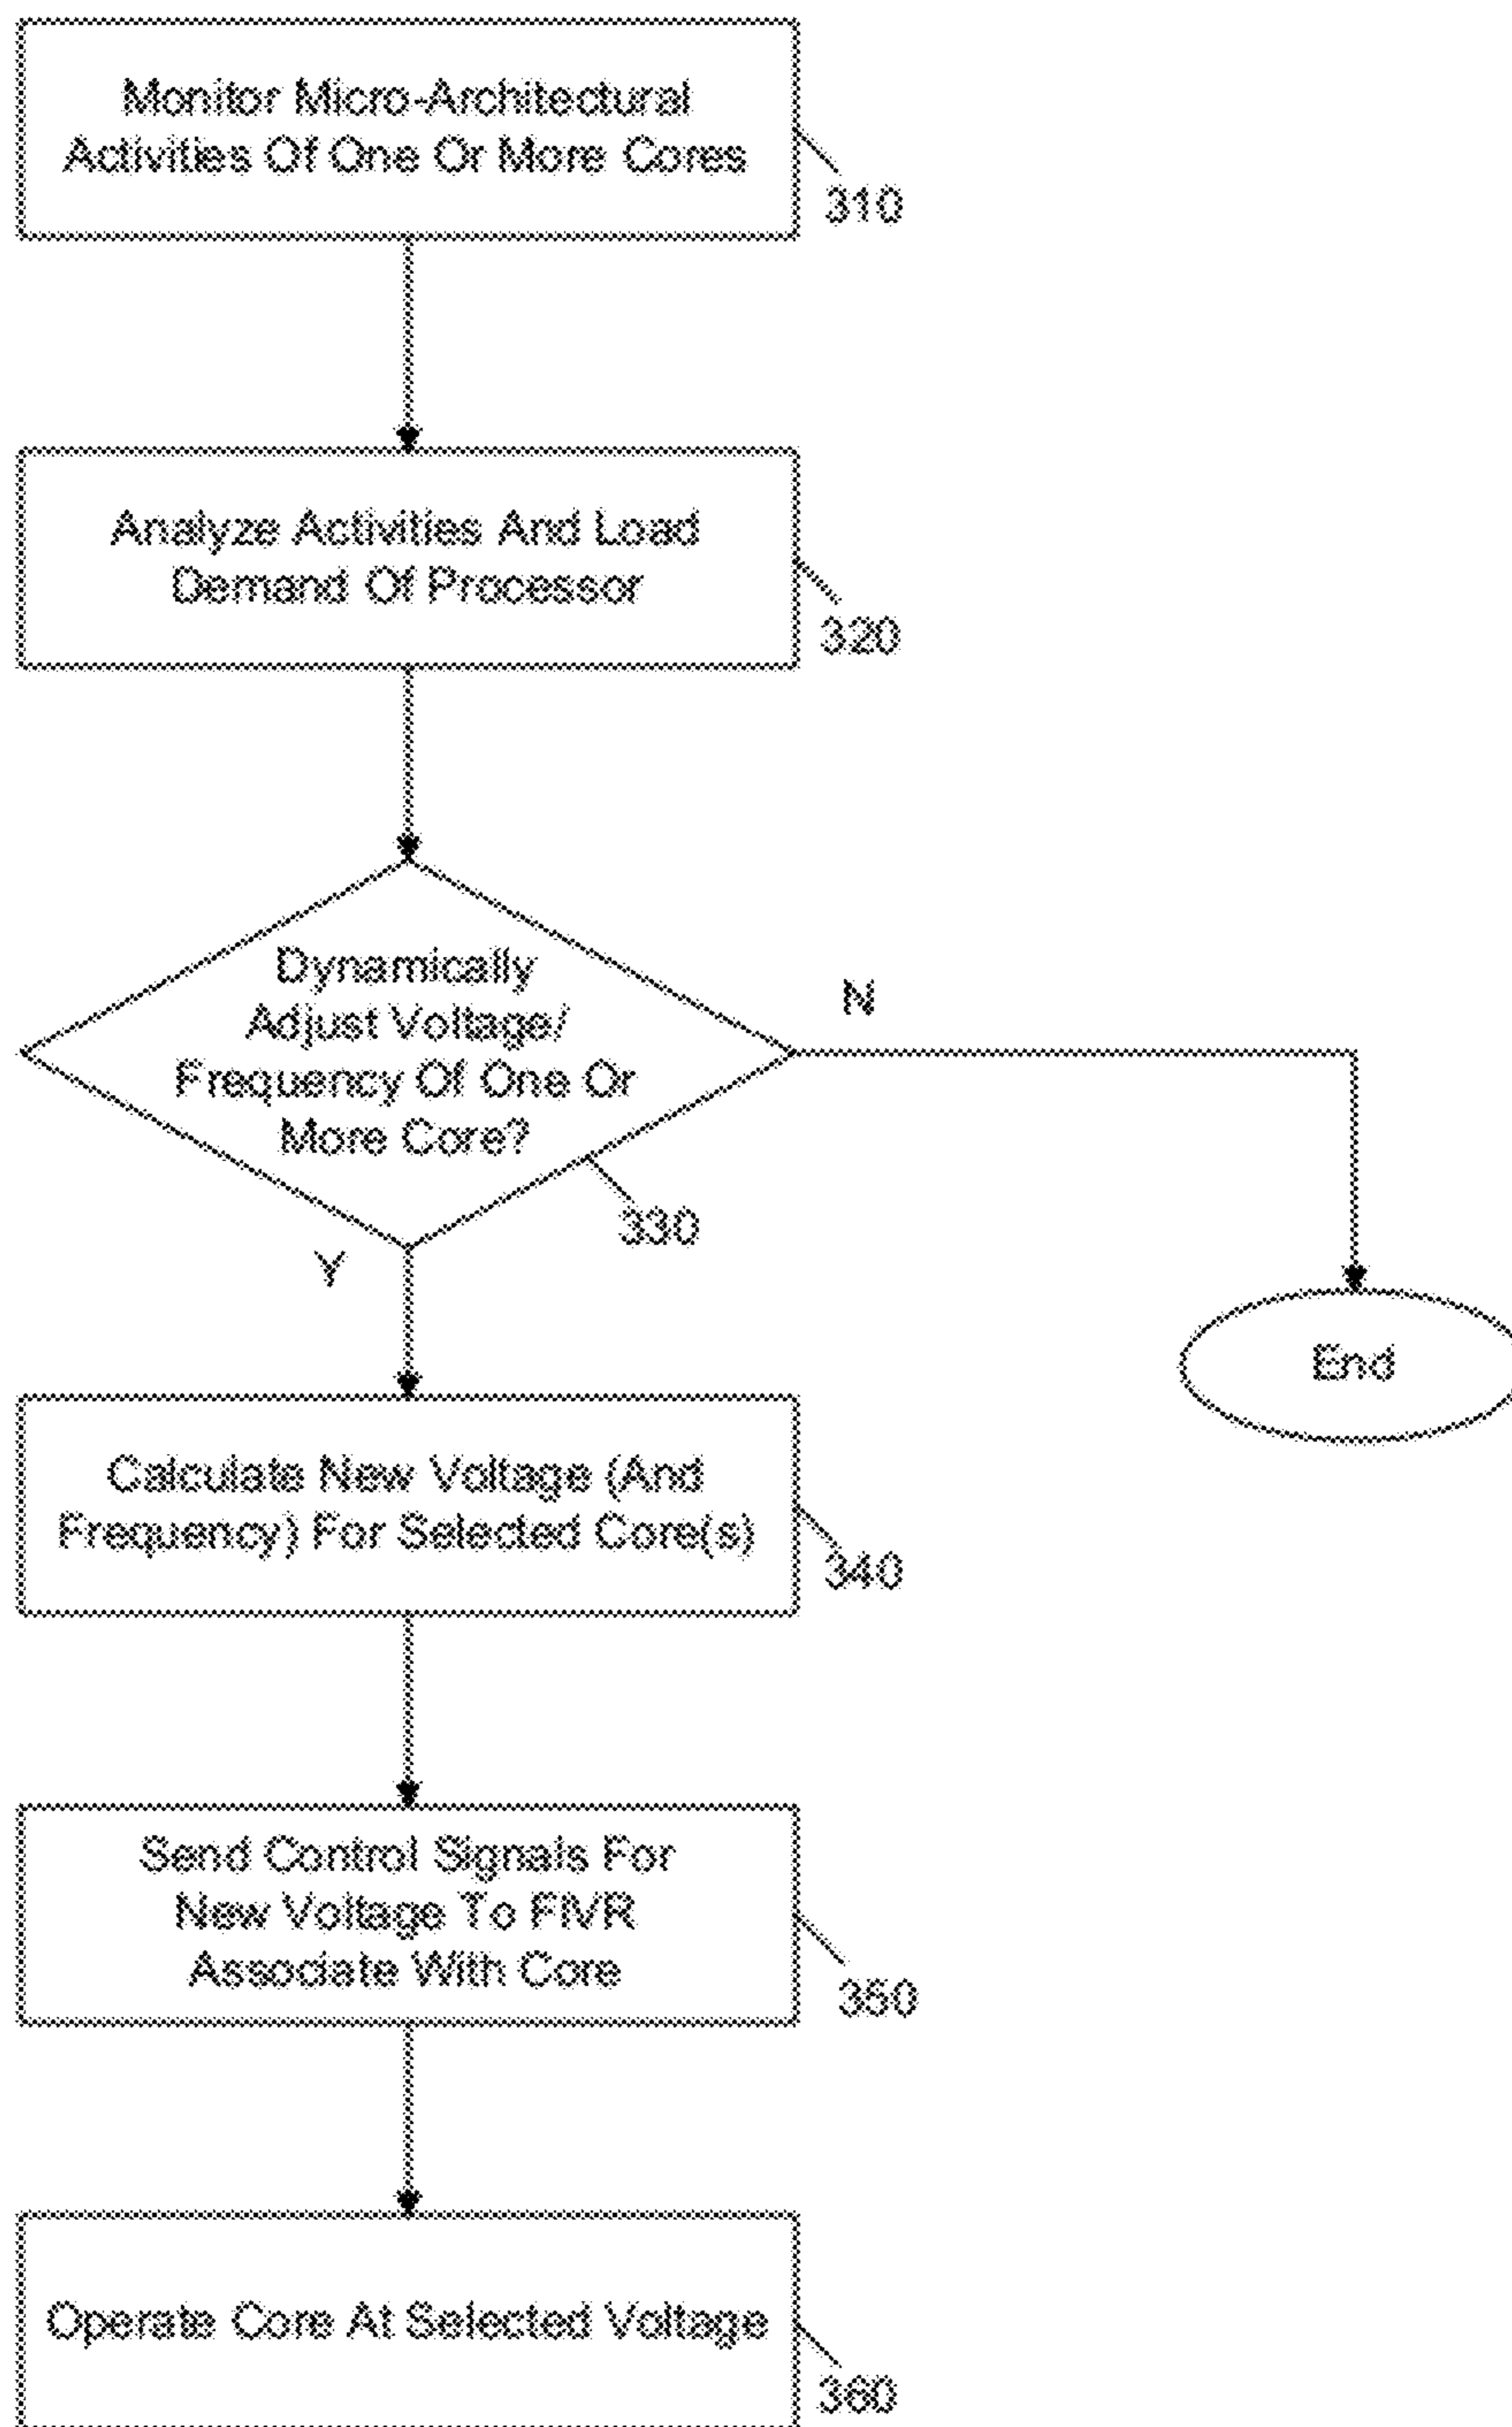 Monitor Micro-Architectural
Activities Of One Or More Cores
310
Analyze Activities And Load
Demand Of Processor
320
Dynamically
Adjust Voltage/
Frequency Of One Or
More Core?
N
330
Y
End
Calculate New Voltage (And
Frequency) For Selected Core(s)
340
Send Control Signals For
New Voltage To FIVR
Associate With Core
350
Operate Core At Selected Voltage
360